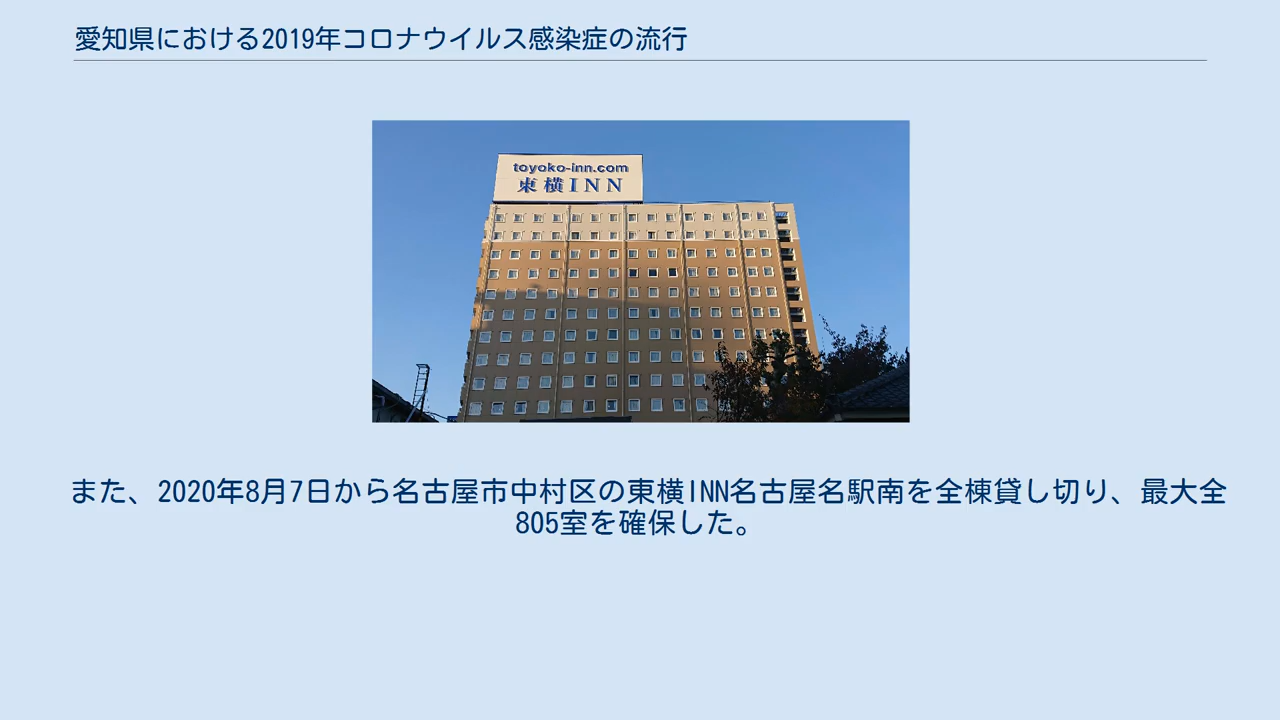 愛知県における2019年コロナウイルス感染症の流行
toyoko-inn.com
東横INN
また、2020年8月7日から名古屋市中村区の東横INN名古屋名駅南を全棟貸し切り、最大全
805室を確保した。